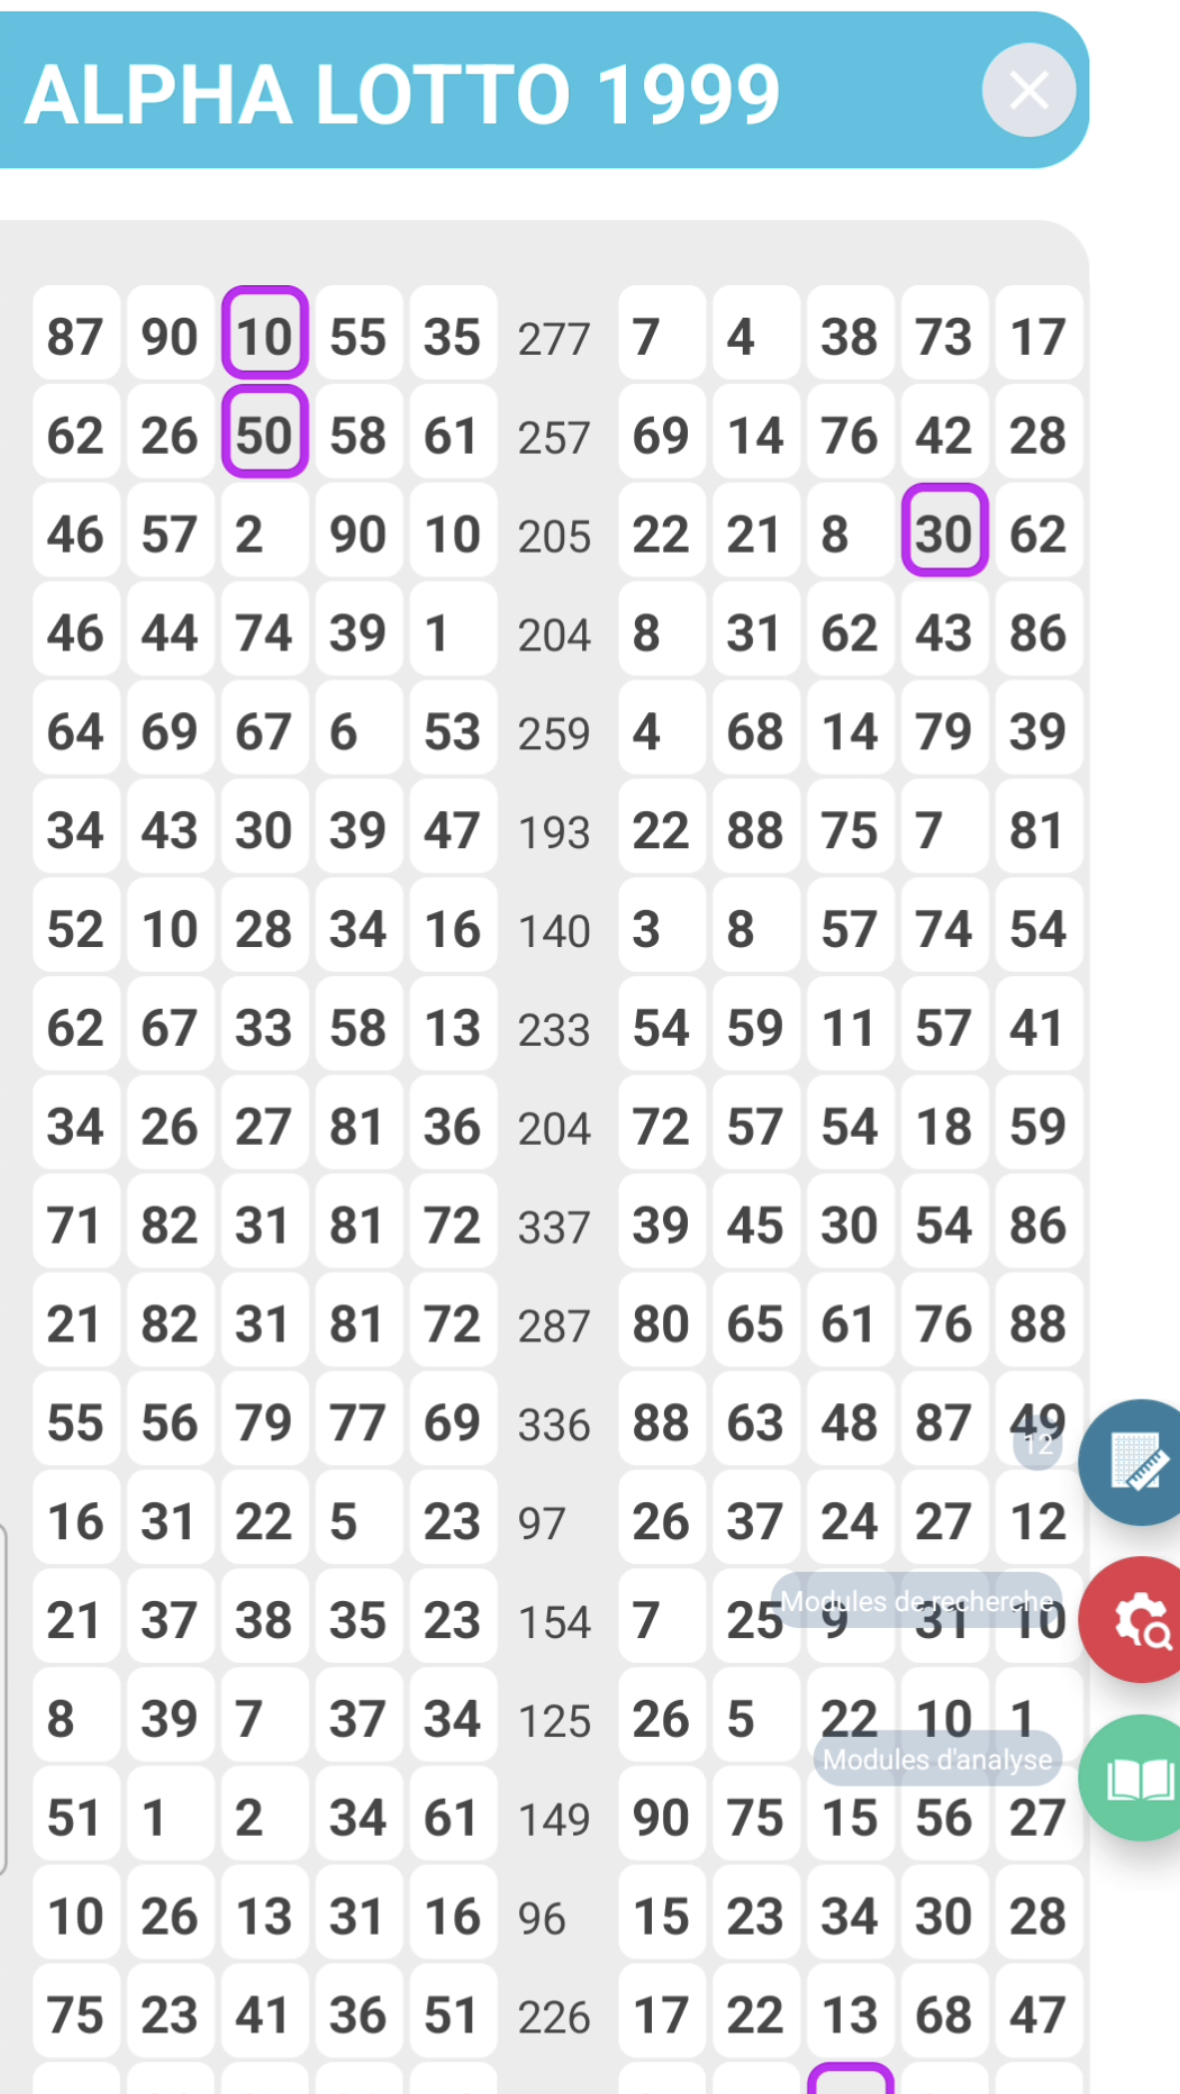 ALPHA LOTTO 1999
87 90 10 55 35 277 7 4 38 73 17
62 26 50 58 61 257 69 14 76 42 28
46 57 2 90 10 205 22 21 8 30 62
46 44 74 39 1 204 8 31 62 43 86
64 69 67 6 53 259 4 68 14 79 39
34 43 30 39 47 193 22 88 75 7 81
52 10 28 34 16 140 3 8 57 74 54
62 67 33 58 13 233 54 59 11 57 41
34 26 27 81 36 204 72 57 54 18 59
71 82 31 81 72 337 39 45 30 54 86
21 82 31 81 72 287 80 65 61 76 88
55 56 79 77 69 336 88 63 48 87 49
12
16 31 22 5 23 97 26 37 24 27 12
Modules de recherche
21 37 38 35 23 154 7 25 9 31 10
8 39 7 37 34 125 26 5 22 10 1
Modules d'analyse
51 1 2 34 61 149 90 75 15 56 27
10 26 13 31 16 96 15 23 34 30 28
75 23 41 36 51 226 17 22 13 68 47